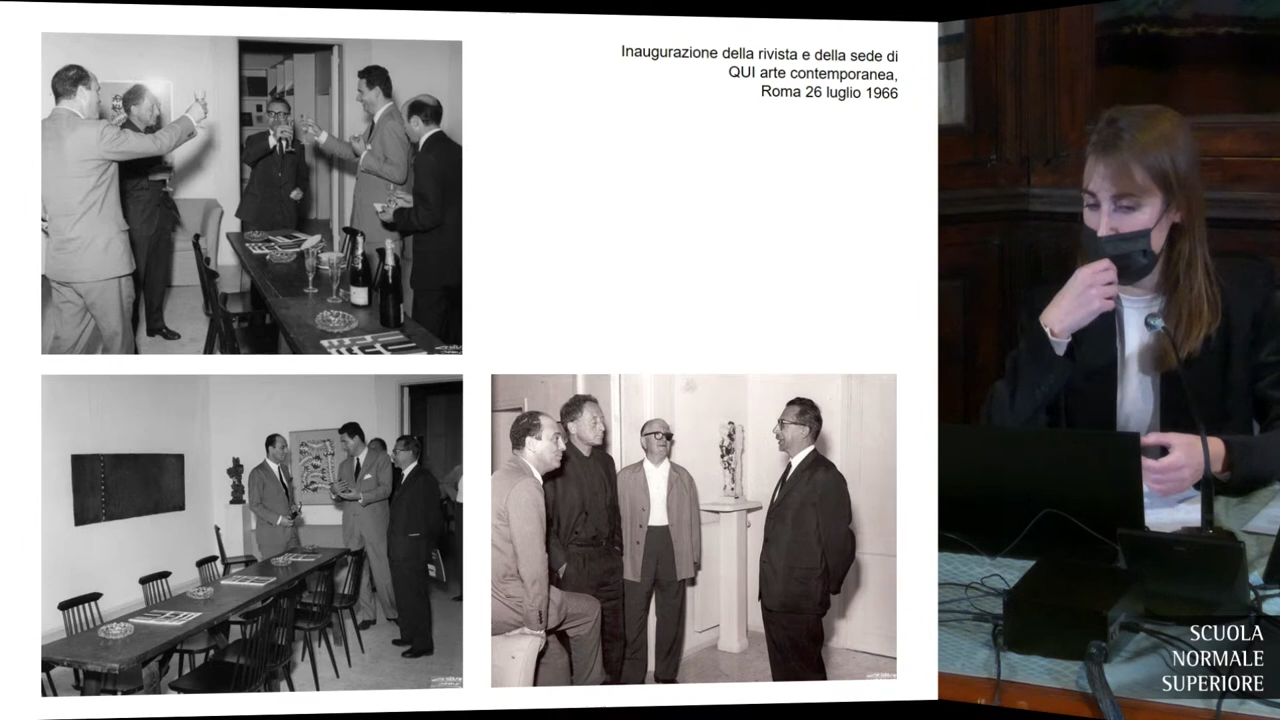 Inaugurazione della rivista e della sede di
QUI arte contemporanea,
Roma 26 luglio 1966
SCUOLA
NORMALE
SUPERIORE